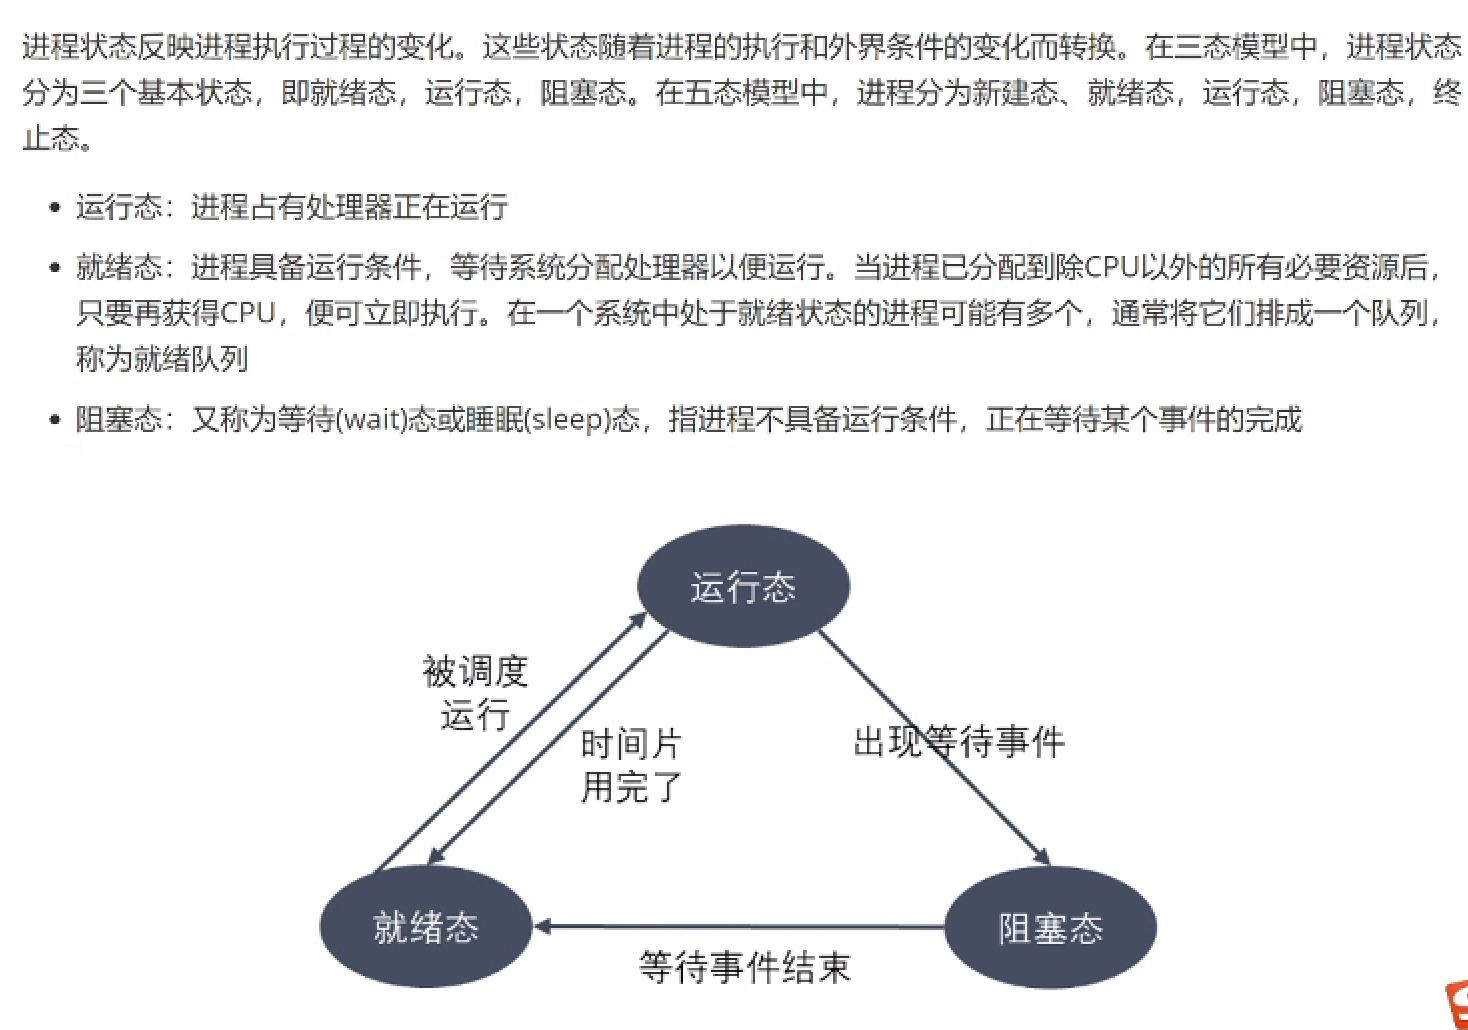 进程状态反映进程执行过程的变化。这些状态随着进程的执行和外界条件的变化而转换。在三态模型中，进程状态
分为三个基本状态，即就绪态，运行态，阻塞态。在五态模型中，进程分为新建态、就绪态，运行态，阻塞态，终
止态。
• 运行态：进程占有处理器正在运行
• 就绪态：进程具备运行条件，等待系统分配处理器以便运行。当进程已分配到除CPU以外的所有必要资源后，
只要再获得CPU，便可立即执行。在一个系统中处于就绪状态的进程可能有多个，通常将它们排成一个队列，
称为就绪队列
• 阻塞态：又称为等待(wait)态或睡眠(sleep)态，指进程不具备运行条件，正在等待某个事件的完成
运行态
被调度
运行
时间片
用完了
出现等待事件
就绪态
阻塞态
等待事件结束